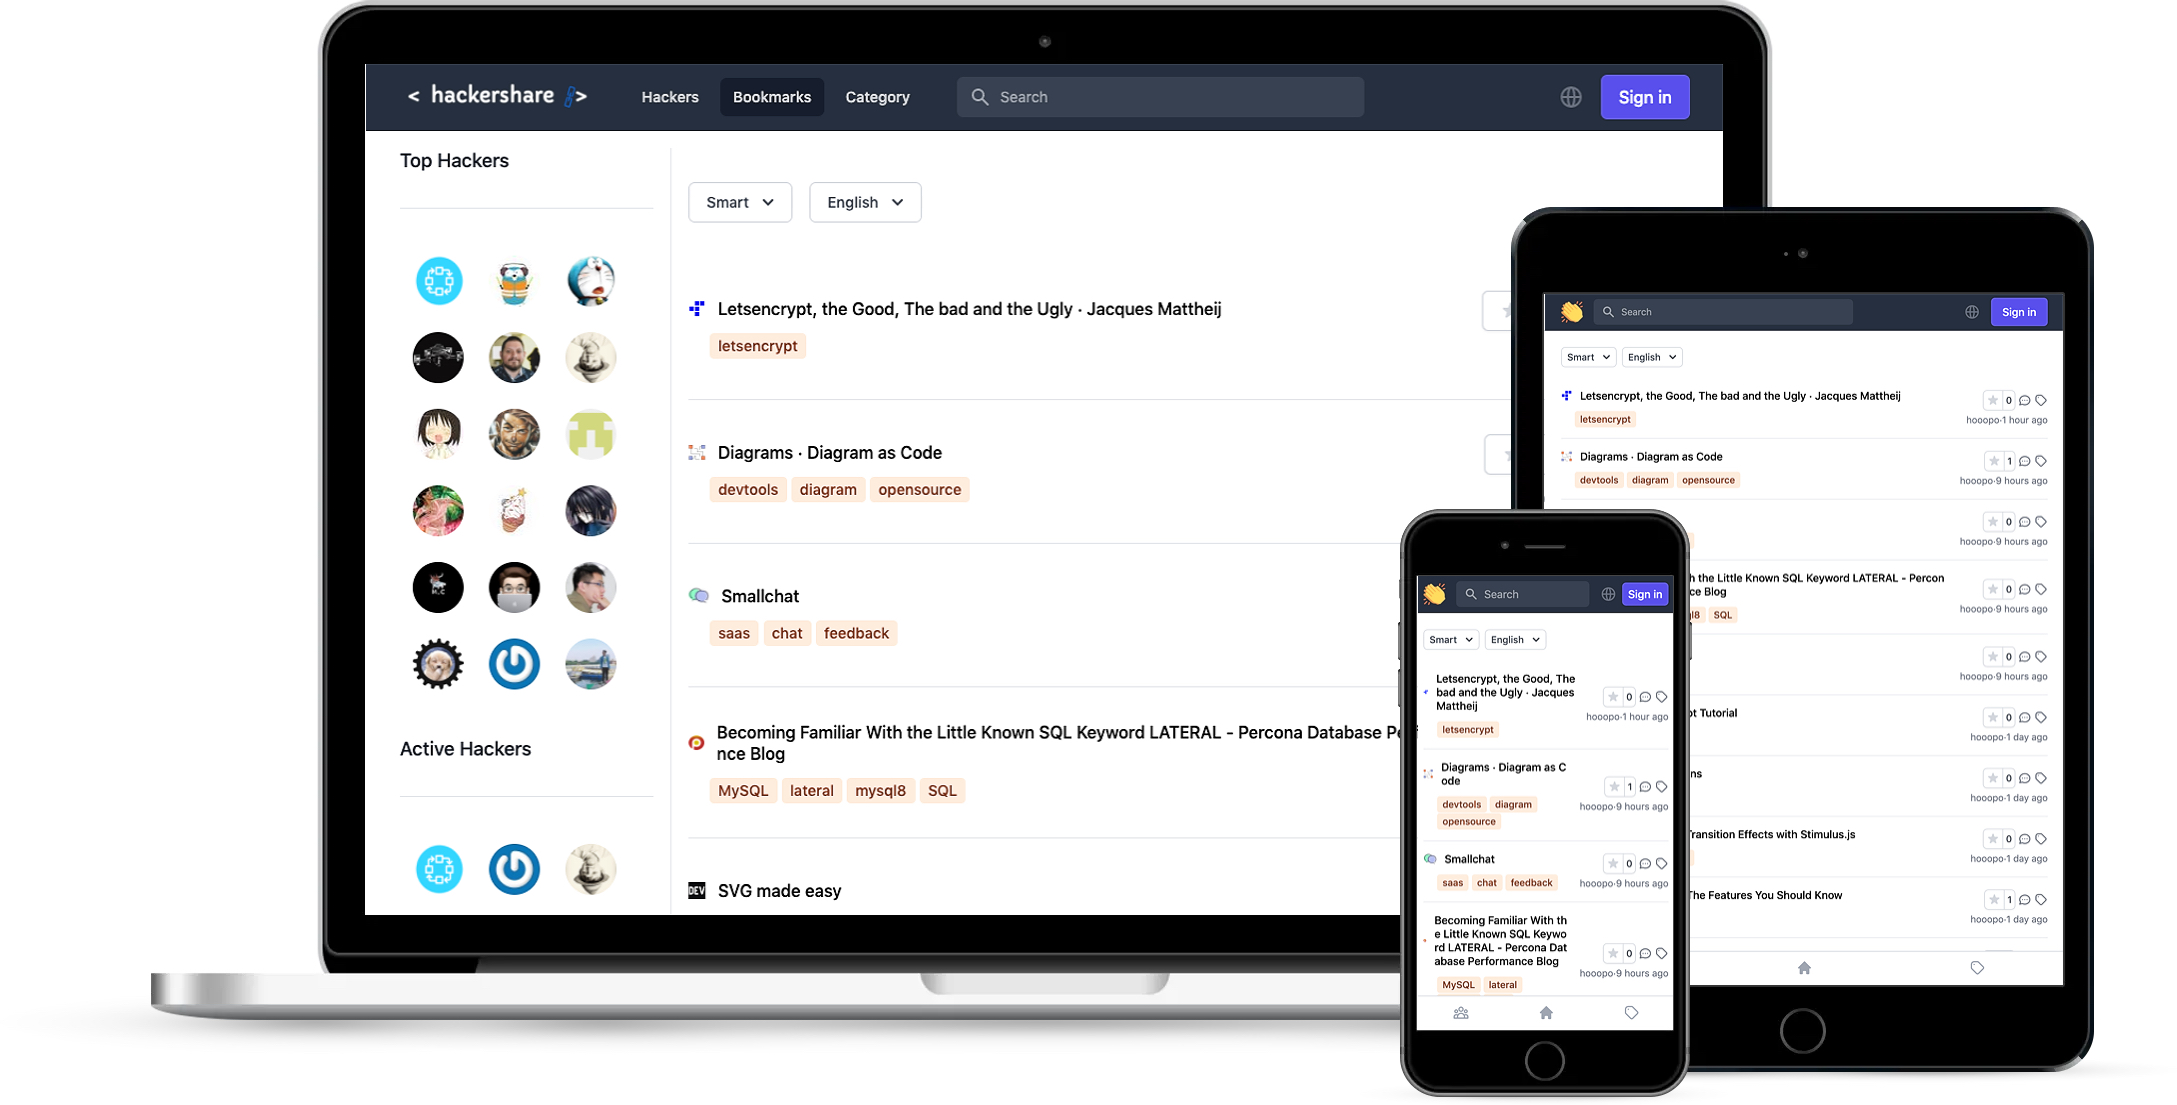 < hackershare >
Hackers
Bookmarks
Category
Search
Sign in
Top Hackers
Smart
English
Letsencrypt, the Good, The bad and the Ugly · Jacques Mattheij
letsencrypt
Diagrams · Diagram as Code
devtools diagram opensource
Smallchat
saas chat feedback
Becoming Familiar With the Little Known SQL Keyword LATERAL - Percona Database
nce Blog
MySQL lateral mysql8 SQL
Active Hackers
DEV
SVG made easy
Search
Sign in
Smart
English
Letsencrypt, the Good, The bad and the Ugly · Jacques Mattheij
0
letsencrypt
hooopo·1 hour ago
Diagrams · Diagram as Code
1
devtools diagram opensource
hooopo·9 hours ago
0
hooopo·9 hours ago
h the Little Known SQL Keyword LATERAL - Percon
ce Blog
0
ql8 SQL
hooopo·9 hours ago
0
hooopo·9 hours ago
ot Tutorial
0
hooopo·1 day ago
ns
0
hooopo·1 day ago
Transition Effects with Stimulus.js
0
hooopo·1 day ago
The Features You Should Know
1
hooopo·1 day ago
Search
Sign in
Smart
English
Letsencrypt, the Good, The
bad and the Ugly · Jacques
Mattheij
0
hooopo·1 hour ago
letsencrypt
Diagrams · Diagram as C
ode
1
devtools diagram
hooopo·9 hours ago
opensource
Smallchat
0
saas chat feedback
hooopo·9 hours ago
Becoming Familiar With th
e Little Known SQL Keywo
rd LATERAL - Percona Dat
abase Performance Blog
0
hooopo·9 hours ago
MySQL lateral